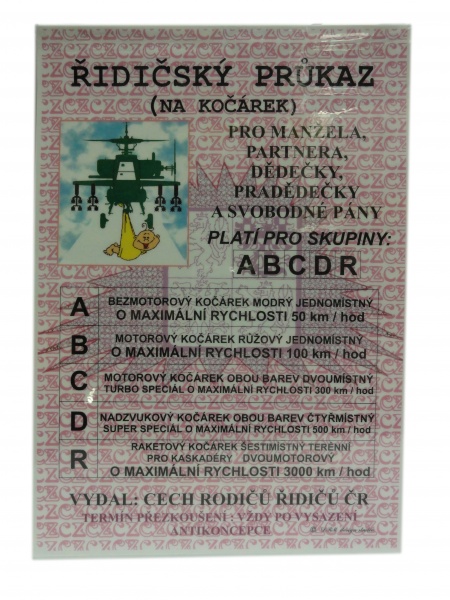 ŘIDIČSKÝ PRŮKAZ
(NA KOČÁREK)
PRO MANŽELA,
PARTNERA,
DĚDEČKY,
PRADĚDEČKY
A SVOBODNÉ PÁNY
PLATÍ PRO SKUPINY:
ABCDR
A
BEZMOTOROVÝ KOČÁREK MODRÝ JEDNOMÍSTNÝ
O MAXIMÁLNÍ RYCHLOSTI 50 km / hod
B
MOTOROVÝ KOČÁREK RŮŽOVÝ JEDNOMÍSTNÝ
O MAXIMÁLNÍ RYCHLOSTI 100 km / hod
C
MOTOROVÝ KOČÁREK OBOU BAREV DVOUMÍSTNÝ
TURBO SPECIÁL O MAXIMÁLNÍ RYCHLOSTI 300 km / hod
D
NADZVUKOVÝ KOČÁREK OBOU BAREV ČTYŘMÍSTNÝ
SUPER SPECIÁL O MAXIMÁLNÍ RYCHLOSTI 500 km / hod
R
RAKETOVÝ KOČÁREK ŠESTIMÍSTNÝ TERÉNNÍ
PRO KASKADÉRY DVOUMOTOROVÝ
O MAXIMÁLNÍ RYCHLOSTI 3000 km / hod
VYDAL: CECH RODIČŮ ŘIDIČŮ ČR
TERMÍN PŘEZKOUŠENÍ : VŽDY PO VYSAZENÍ
ANTIKONCEPCE